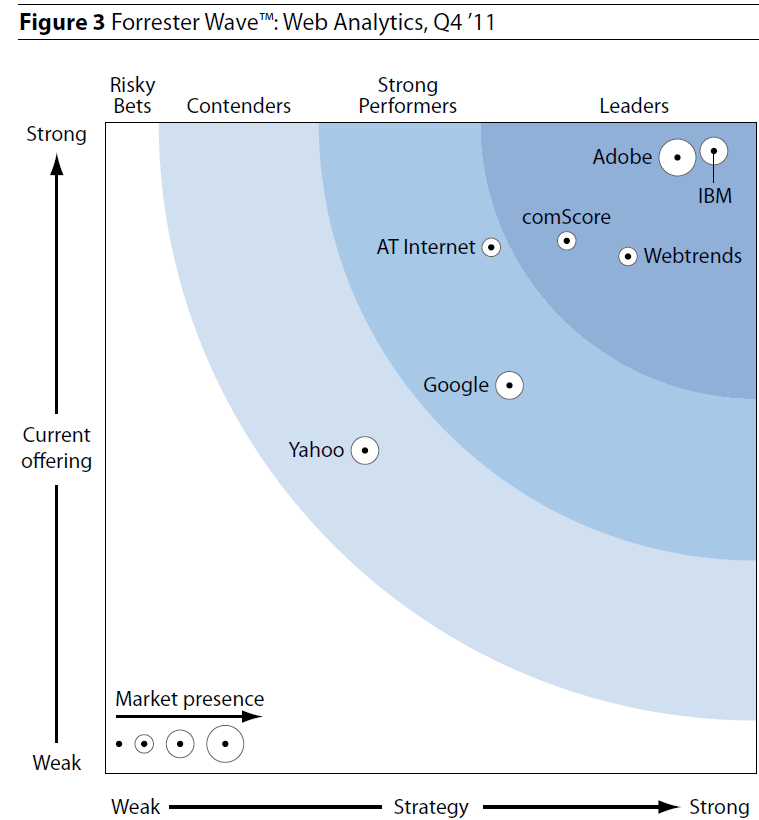 Figure 3 Forrester Wave™: Web Analytics, Q4 ’11
Risky
Bets
Contenders
Strong
Performers
Leaders
Strong
Adobe
IBM
comScore
AT Internet
Webtrends
Google
Current
offering
Yahoo
Market presence
Weak
Weak
Strategy
Strong